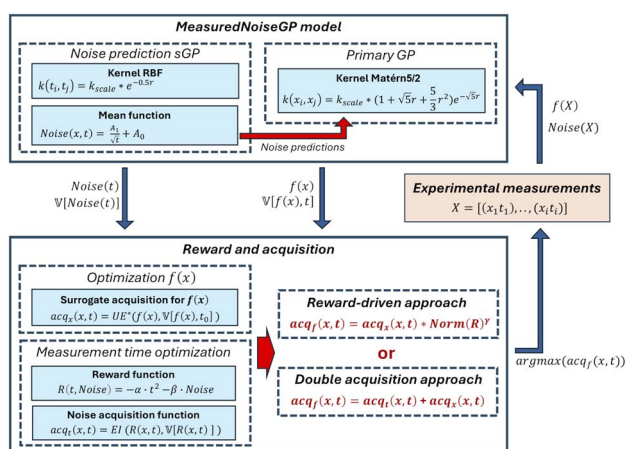 MeasuredNoiseGP model
Noise prediction sGP
Kernel RBF
k(t_i, t_j) = k_scale * e^{-0.5r}
Mean function
Noise(x, t) = A_1/√t + A_0
Primary GP
Kernel Matérn5/2
k(x_i, x_j) = k_scale * (1 + √5r + 5/3 r^2)e^{-√5r}
Noise predictions
f(X)
Noise(X)
Experimental measurements
X = [(x_1t_1),..,(x_it_i)]
Noise(t)
𝕍[Noise(t)]
f(x)
𝕍[f(x), t]
Reward and acquisition
Optimization f(x)
Surrogate acquisition for f(x)
acq_x(x, t) = UE*(f(x), 𝕍[f(x), t_0])
Measurement time optimization
Reward function
R(t, Noise) = −α · t^2 − β · Noise
Noise acquisition function
acq_t(x, t) = EI (R(x, t), 𝕍[R(x, t)])
Reward-driven approach
acq_f(x, t) = acq_x(x, t) * Norm(R)^γ
or
Double acquisition approach
acq_f(x, t) = acq_t(x, t) + acq_x(x, t)
argmax(acq_f(x, t))